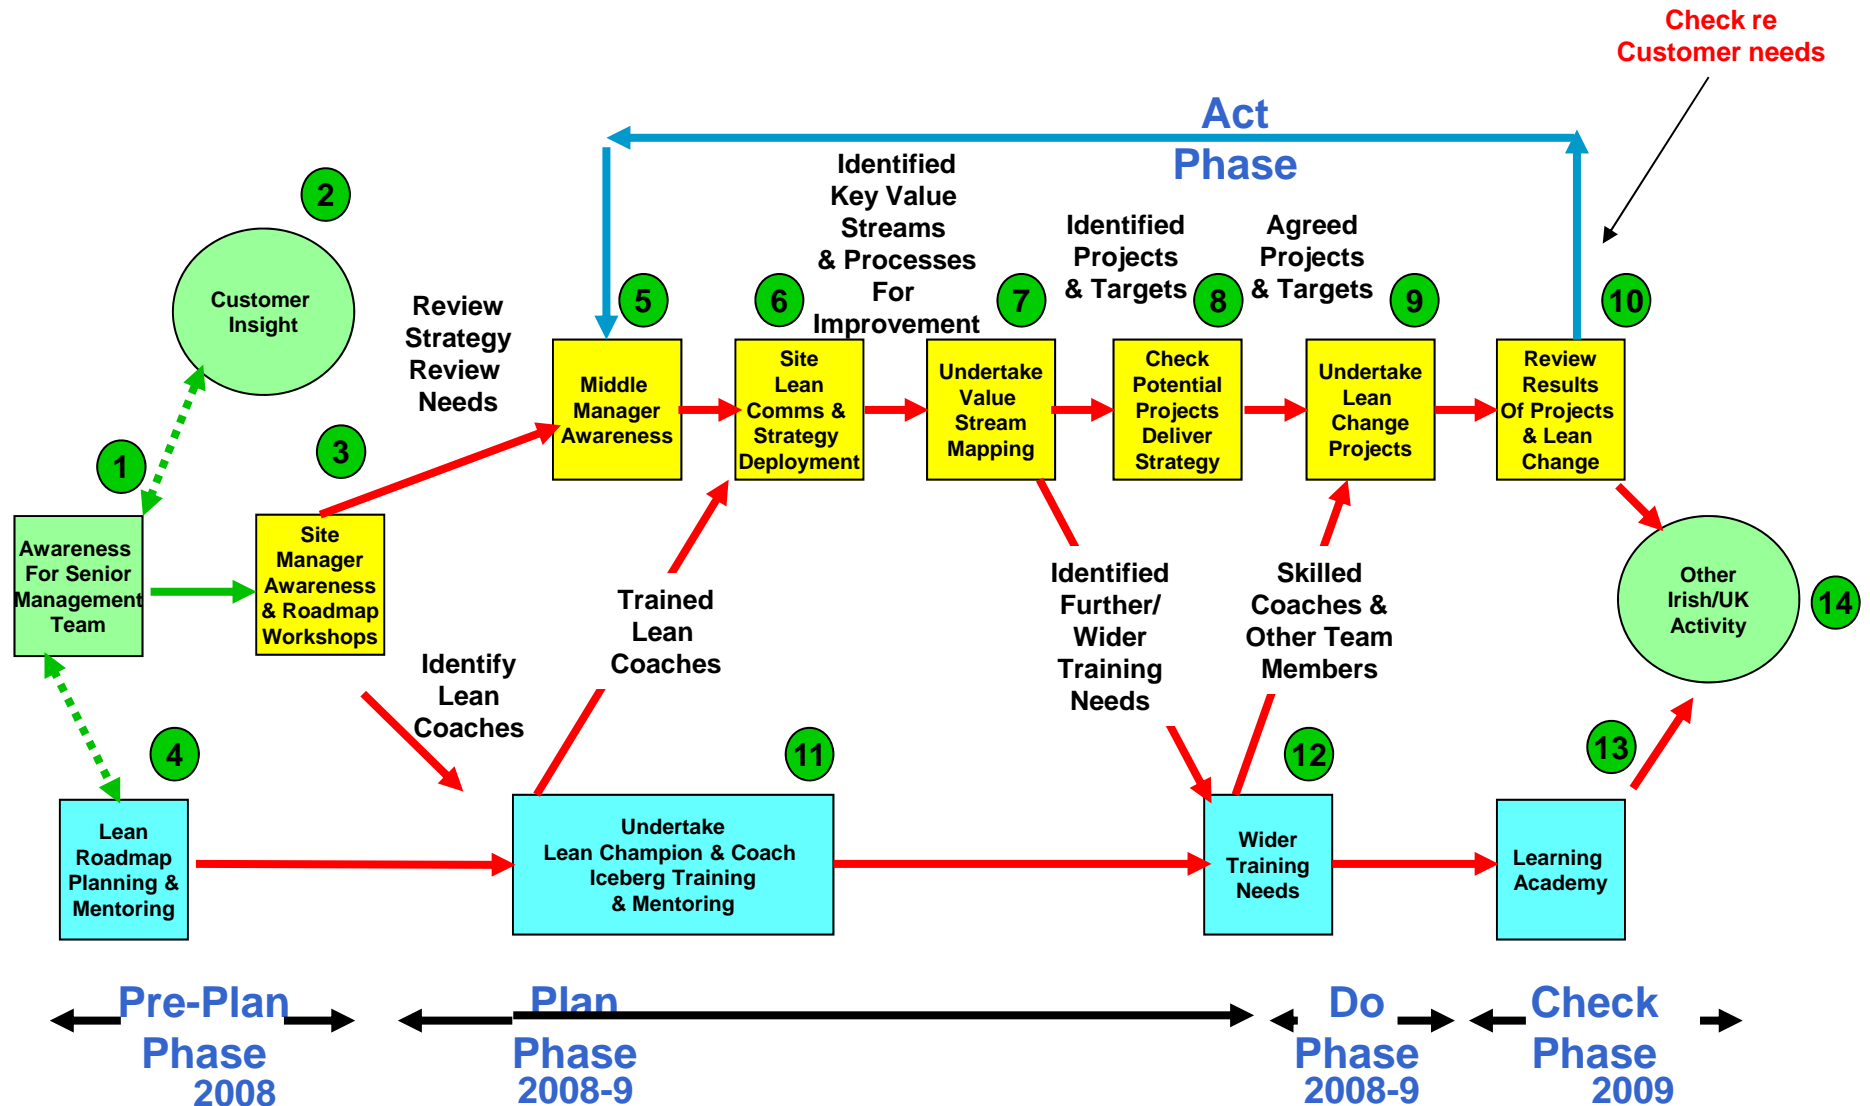 Check re
Customer needs
Act
Phase
2
Customer
Insight
1
Awareness
For Senior
Management
Team
3
Site
Manager
Awareness
& Roadmap
Workshops
4
Lean
Roadmap
Planning &
Mentoring
Review
Strategy
Review
Needs
Identify
Lean
Coaches
5
Middle
Manager
Awareness
6
Site
Lean
Comms &
Strategy
Deployment
Identified
Key Value
Streams
& Processes
For
Improvement
7
Undertake
Value
Stream
Mapping
Identified
Projects
& Targets
8
Check
Potential
Projects
Deliver
Strategy
Agreed
Projects
& Targets
9
Undertake
Lean
Change
Projects
10
Review
Results
Of Projects
& Lean
Change
Trained
Lean
Coaches
Identified
Further/
Wider
Training
Needs
Skilled
Coaches &
Other Team
Members
Other
Irish/UK
Activity
14
11
Undertake
Lean Champion & Coach
Iceberg Training
& Mentoring
12
Wider
Training
Needs
13
Learning
Academy
Pre-Plan
Phase
2008
Plan
Phase
2008-9
Do
Phase
2008-9
Check
Phase
2009